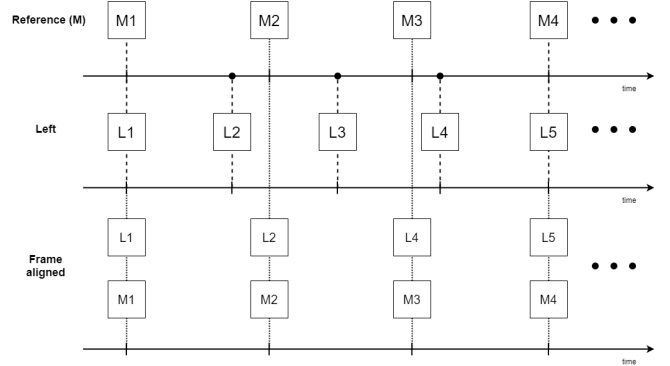 Reference (M)
M1
M2
M3
M4
time
Left
L1
L2
L3
L4
L5
time
Frame
aligned
L1
L2
L4
L5
M1
M2
M3
M4
time